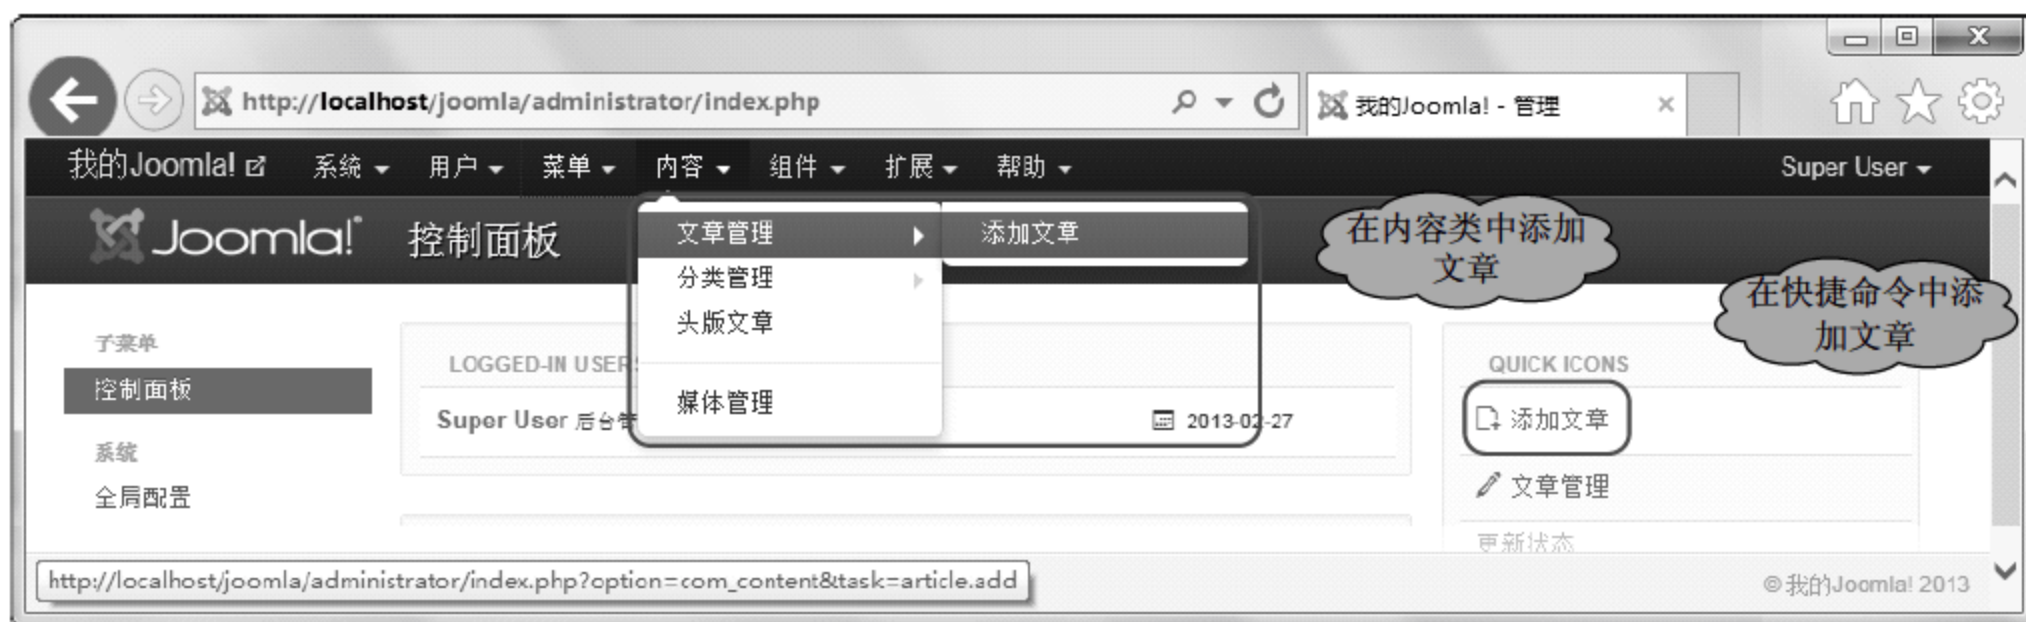 http://localhost/joomla/administrator/index.php
我的Joomla! - 管理
我的Joomla! 系统 用户 菜单 内容 组件 扩展 帮助 Super User
Joomla! 控制面板
文章管理 添加文章
分类管理
头版文章
媒体管理
在内容类中添加
文章
在快捷命令中添
加文章
子菜单
控制面板
系统
全局配置
LOGGED-IN USERS
Super User 后台管 2013-02-27
QUICK ICONS
添加文章
文章管理
更新状态
http://localhost/joomla/administrator/index.php?option=com_content&task=article.add
©我的Joomla! 2013